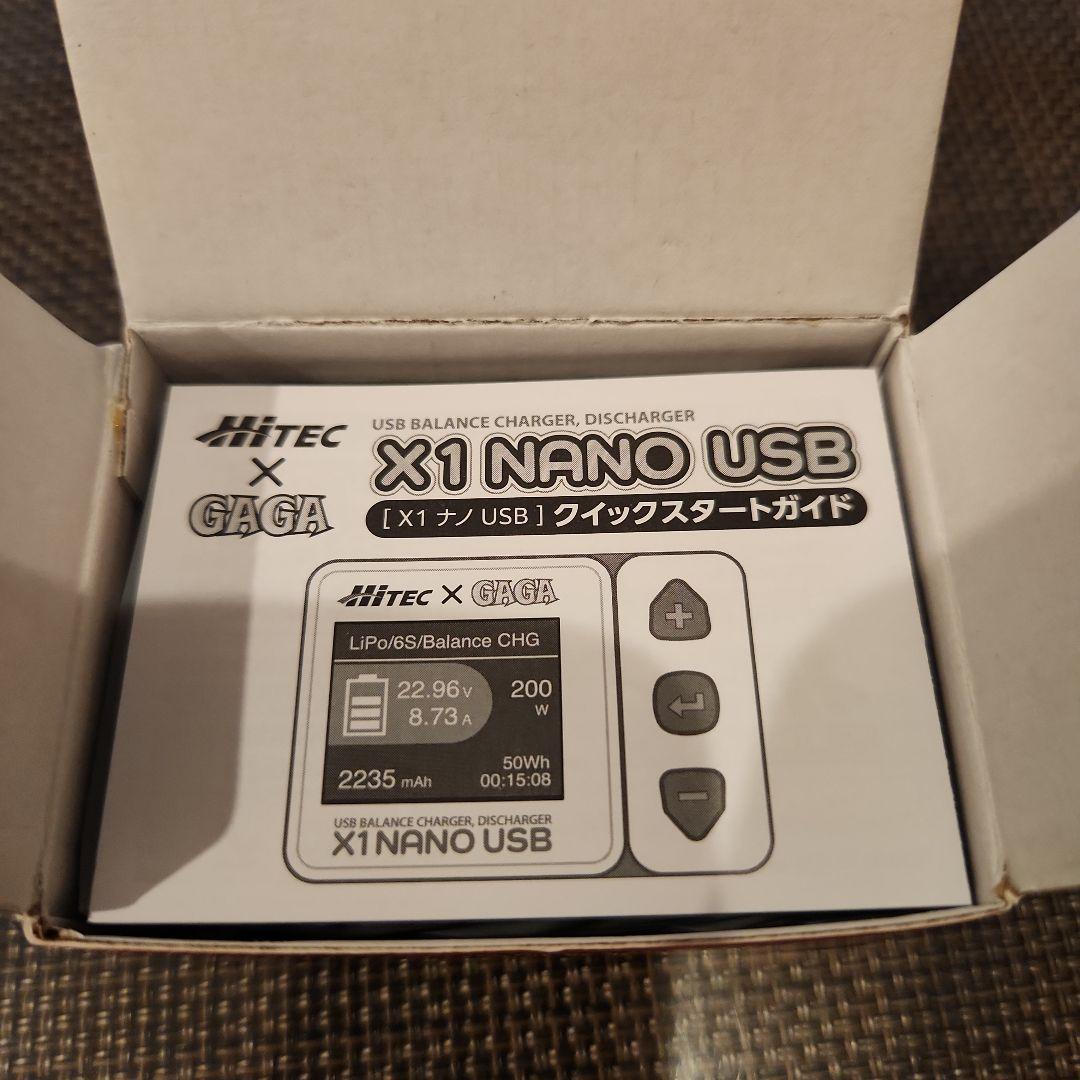 HiTEC
×
GAGA
USB BALANCE CHARGER, DISCHARGER
X1 NANO USB
[ X1 ナノ USB ] クイックスタートガイド
HiTEC × GAGA
LiPo/6S/Balance CHG
22.96 V
8.73 A
200
W
2235 mAh
50Wh
00:15:08
USB BALANCE CHARGER, DISCHARGER
X1 NANO USB
+
−